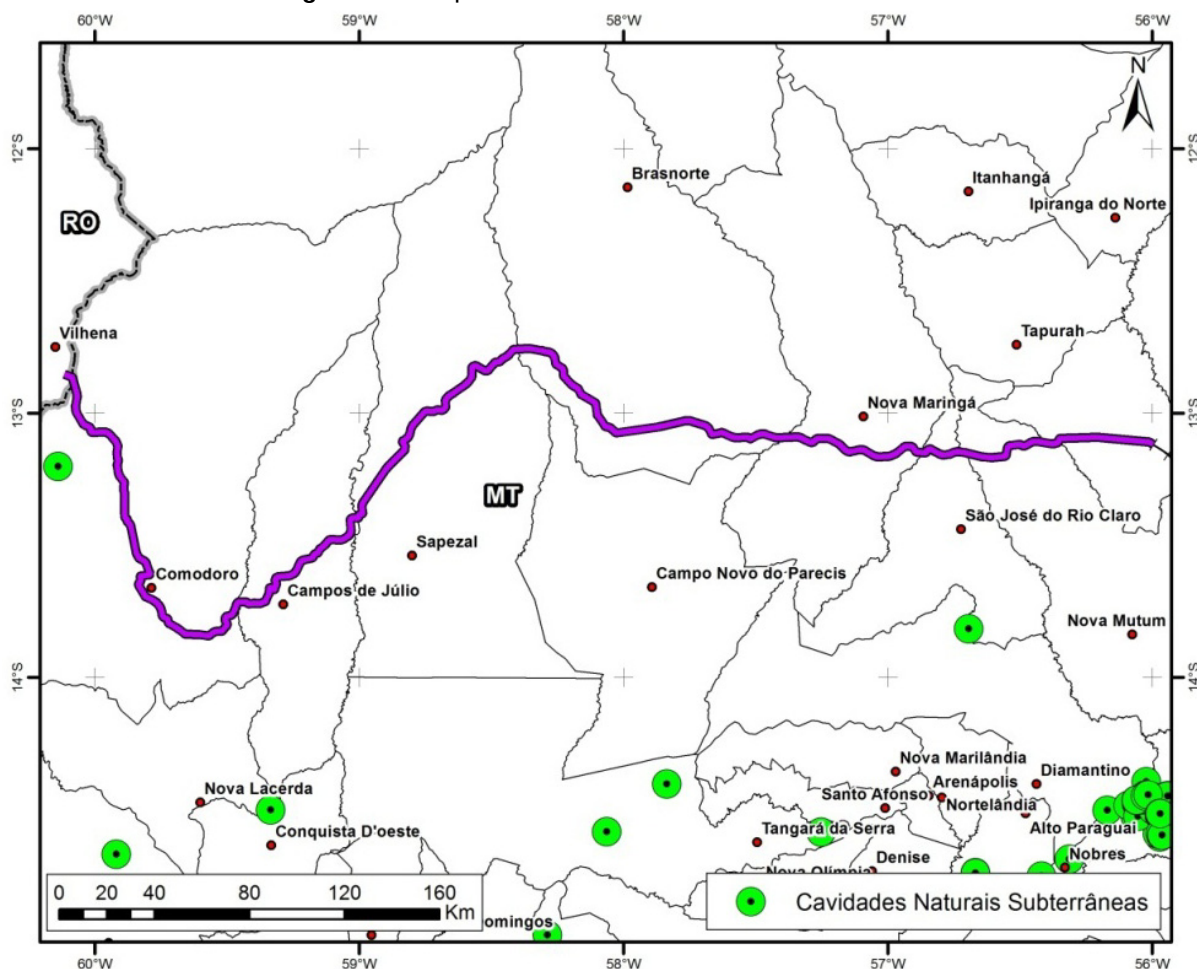 60°W 59°W 58°W 57°W 56°W
N
12°S 12°S
Brasnorte
Itanhangá
Ipiranga do Norte
RO
Vilhena
Tapurah
13°S 13°S
Nova Maringá
MT
São José do Rio Claro
Sapezal
Comodoro
Campos de Júlio
Campo Novo do Parecis
Nova Mutum
14°S 14°S
Nova Marilândia
Diamantino
Arenápolis
Nova Lacerda
Santo Afonso
Nortelândia
Conquista D'oeste
Tangará da Serra
Alto Paraguai
Denise
Nobres
Nova Olímpia
0 20 40 80 120 160
Km
Cavidades Naturais Subterrâneas
omingos
60°W 59°W 58°W 57°W 56°W